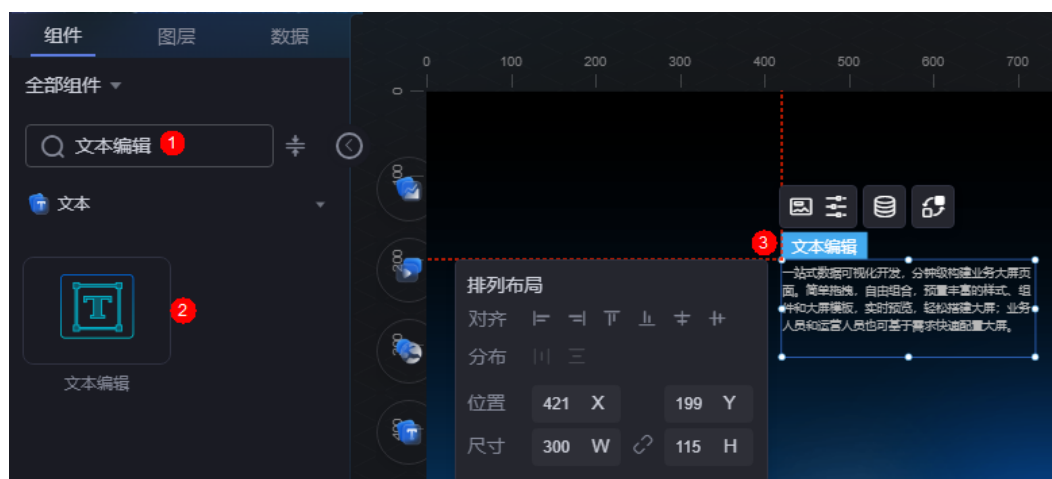 组件 图层 数据
全部组件
文本编辑 1
文本
2
文本编辑
0 100 200 300 400 500 600 700
0
100
200
300
400
3
文本编辑
一站式数据可视化开发，分钟级构建业务大屏页
面。简单拖拽，自由组合，预置丰富的样式、组
件和大屏模板，实时预览，轻松搭建大屏；业务
人员和运营人员也可基于需求快速配置大屏。
排列布局
对齐
分布
位置 421 X 199 Y
尺寸 300 W 115 H